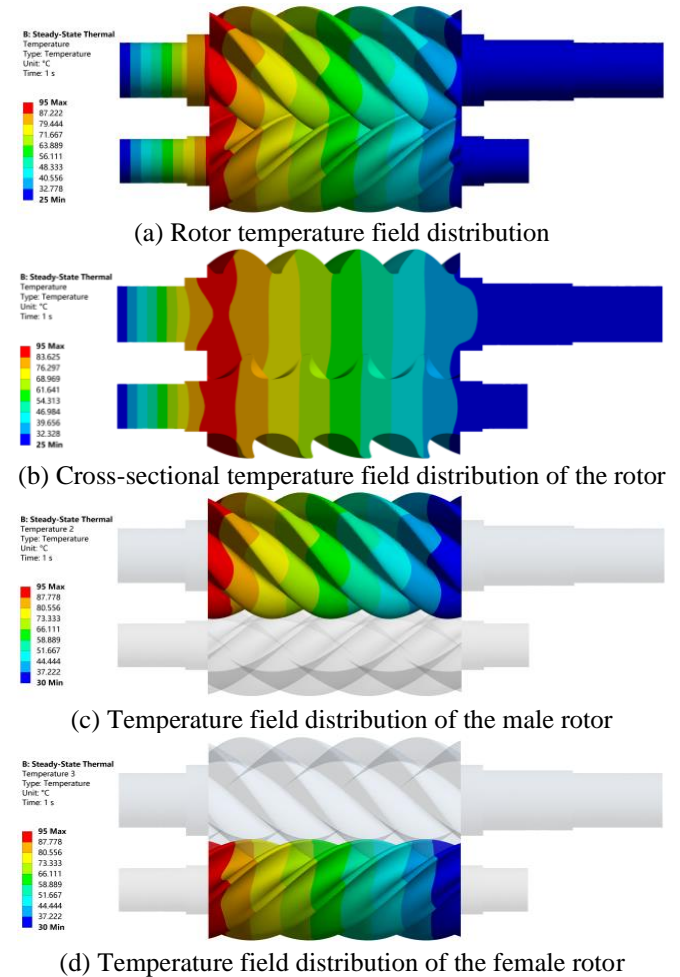 B: Steady-State Thermal
Temperature
Type: Temperature
Unit: °C
Time: 1 s
95 Max
87.222
79.444
71.667
63.889
56.111
48.333
40.556
32.778
25 Min
(a) Rotor temperature field distribution
B: Steady-State Thermal
Temperature
Type: Temperature
Unit: °C
Time: 1 s
95 Max
83.625
76.297
68.969
61.641
54.313
46.984
39.656
32.328
25 Min
(b) Cross-sectional temperature field distribution of the rotor
B: Steady-State Thermal
Temperature 2
Type: Temperature
Unit: °C
Time: 1 s
95 Max
87.778
80.556
73.333
66.111
58.889
51.667
44.444
37.222
30 Min
(c) Temperature field distribution of the male rotor
B: Steady-State Thermal
Temperature 3
Type: Temperature
Unit: °C
Time: 1 s
95 Max
87.778
80.556
73.333
66.111
58.889
51.667
44.444
37.222
30 Min
(d) Temperature field distribution of the female rotor